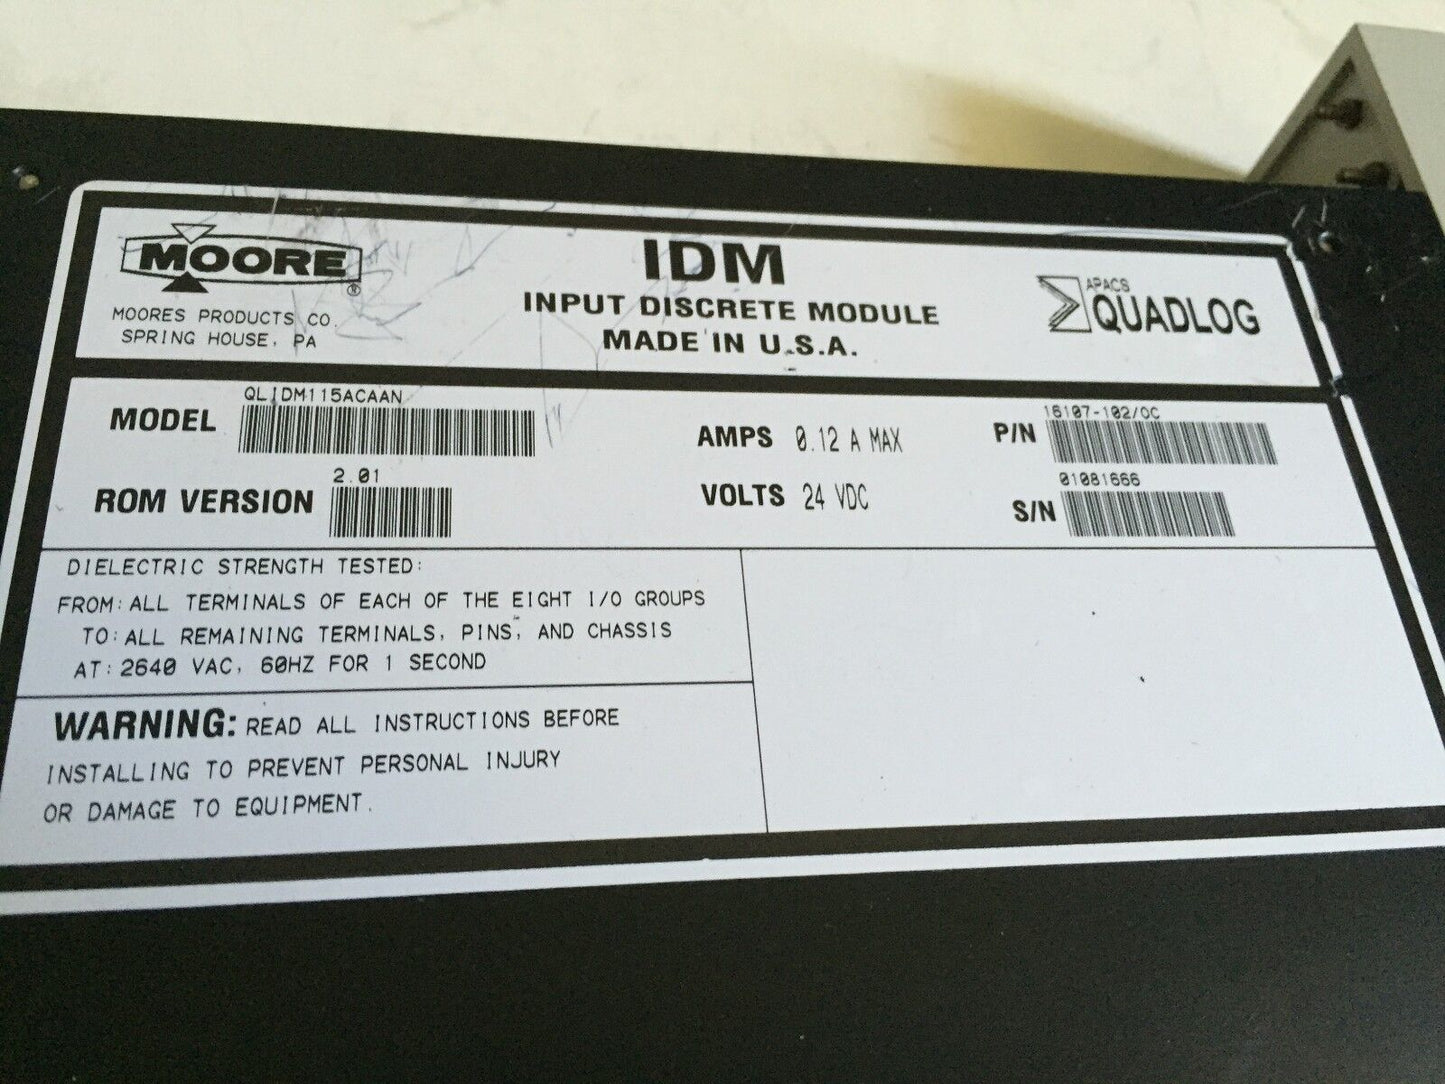 MOORE®
MOORES PRODUCTS CO.
SPRING HOUSE, PA
IDM
INPUT DISCRETE MODULE
MADE IN U.S.A.
APACS
QUADLOG
MODEL QLIDM115ACAAN
ROM VERSION 2.01
AMPS 0.12 A MAX
VOLTS 24 VDC
P/N 16107-102/0C
S/N 01081666
DIELECTRIC STRENGTH TESTED:
FROM: ALL TERMINALS OF EACH OF THE EIGHT I/O GROUPS
TO: ALL REMAINING TERMINALS, PINS, AND CHASSIS
AT: 2640 VAC, 60HZ FOR 1 SECOND
WARNING: READ ALL INSTRUCTIONS BEFORE
INSTALLING TO PREVENT PERSONAL INJURY
OR DAMAGE TO EQUIPMENT.